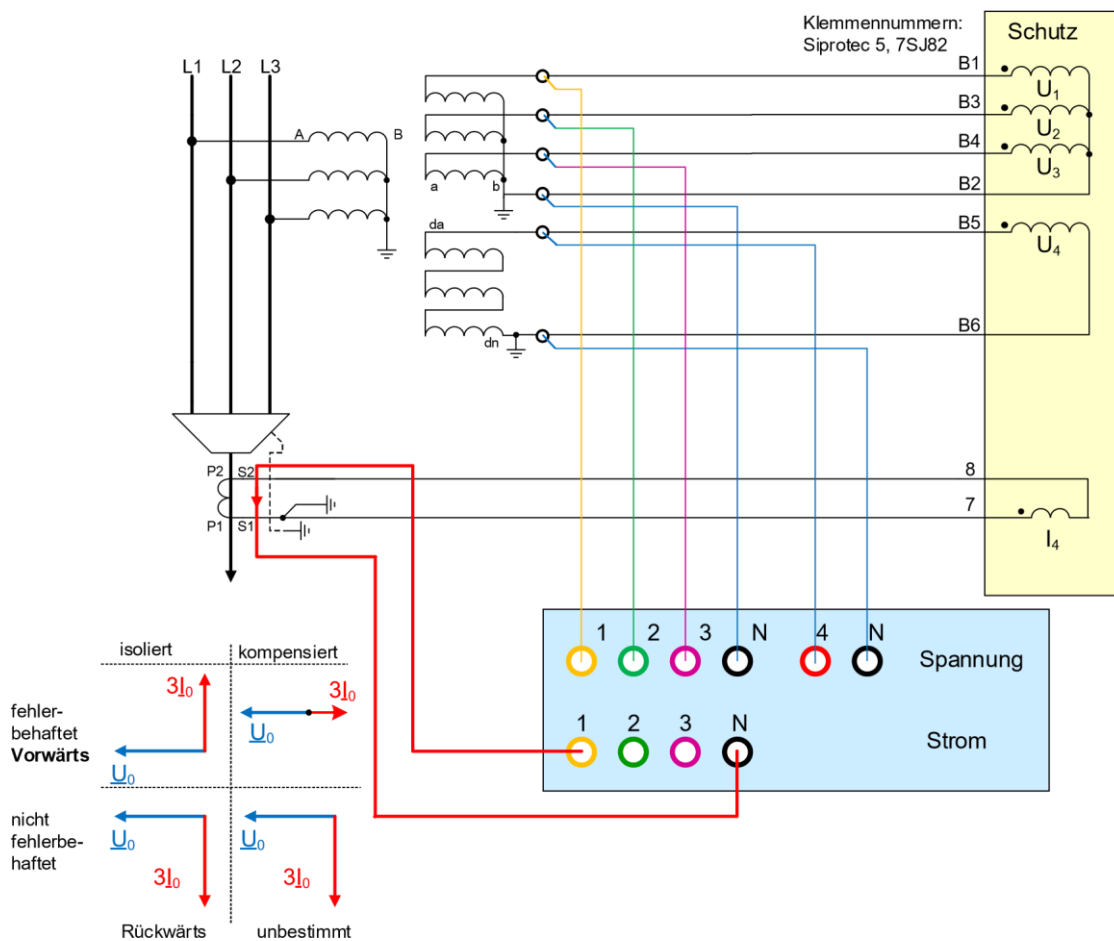 Klemmennummern:
Siprotec 5, 7SJ82
Schutz
L1 L2 L3
B1
U1
B3
U2
A B
B4
U3
a b
B2
da
B5
U4
dn
B6
P2 S2
8
P1 S1
7
I4
1 2 3 N 4 N
Spannung
1 2 3 N
Strom
isoliert kompensiert
3I0
3I0
fehler-
behaftet
Vorwärts
U0
U0
nicht
fehlerbe-
haftet
U0
U0
3I0
3I0
Rückwärts unbestimmt